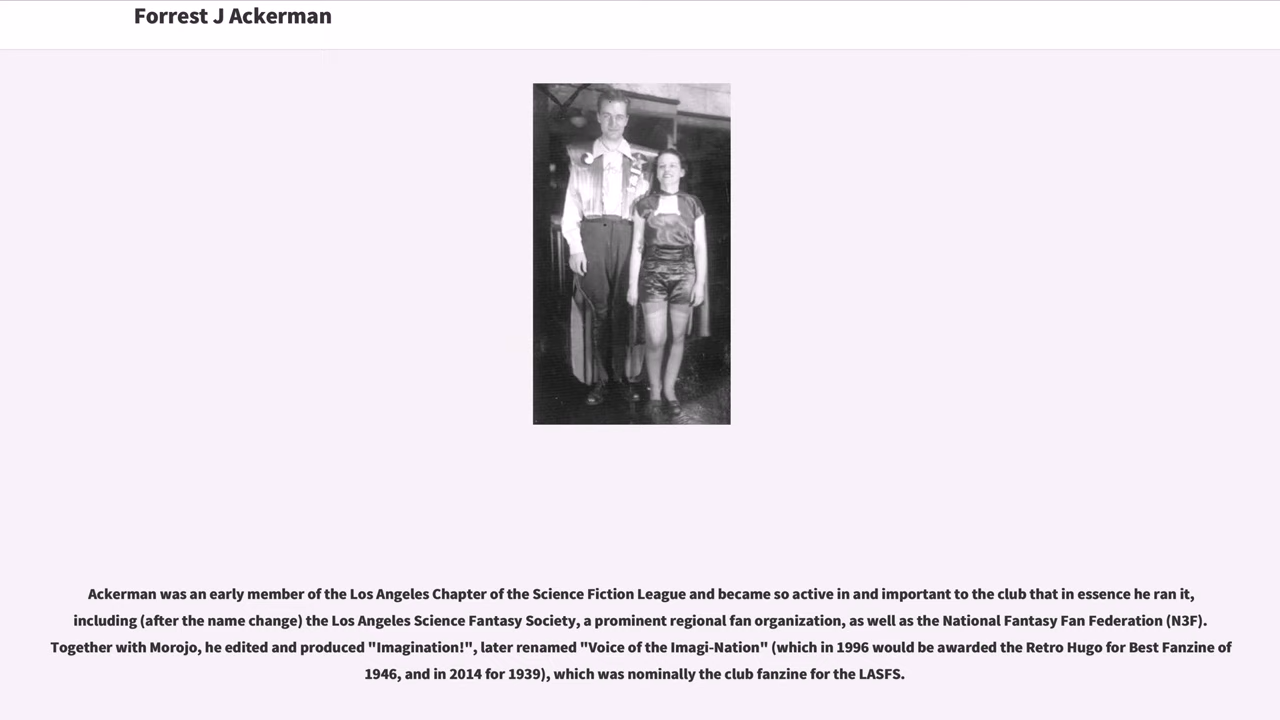 Forrest J Ackerman
Ackerman was an early member of the Los Angeles Chapter of the Science Fiction League and became so active in and important to the club that in essence he ran it,
including (after the name change) the Los Angeles Science Fantasy Society, a prominent regional fan organization, as well as the National Fantasy Fan Federation (N3F).
Together with Morojo, he edited and produced "Imagination!", later renamed "Voice of the Imagi-Nation" (which in 1996 would be awarded the Retro Hugo for Best Fanzine of
1946, and in 2014 for 1939), which was nominally the club fanzine for the LASFS.